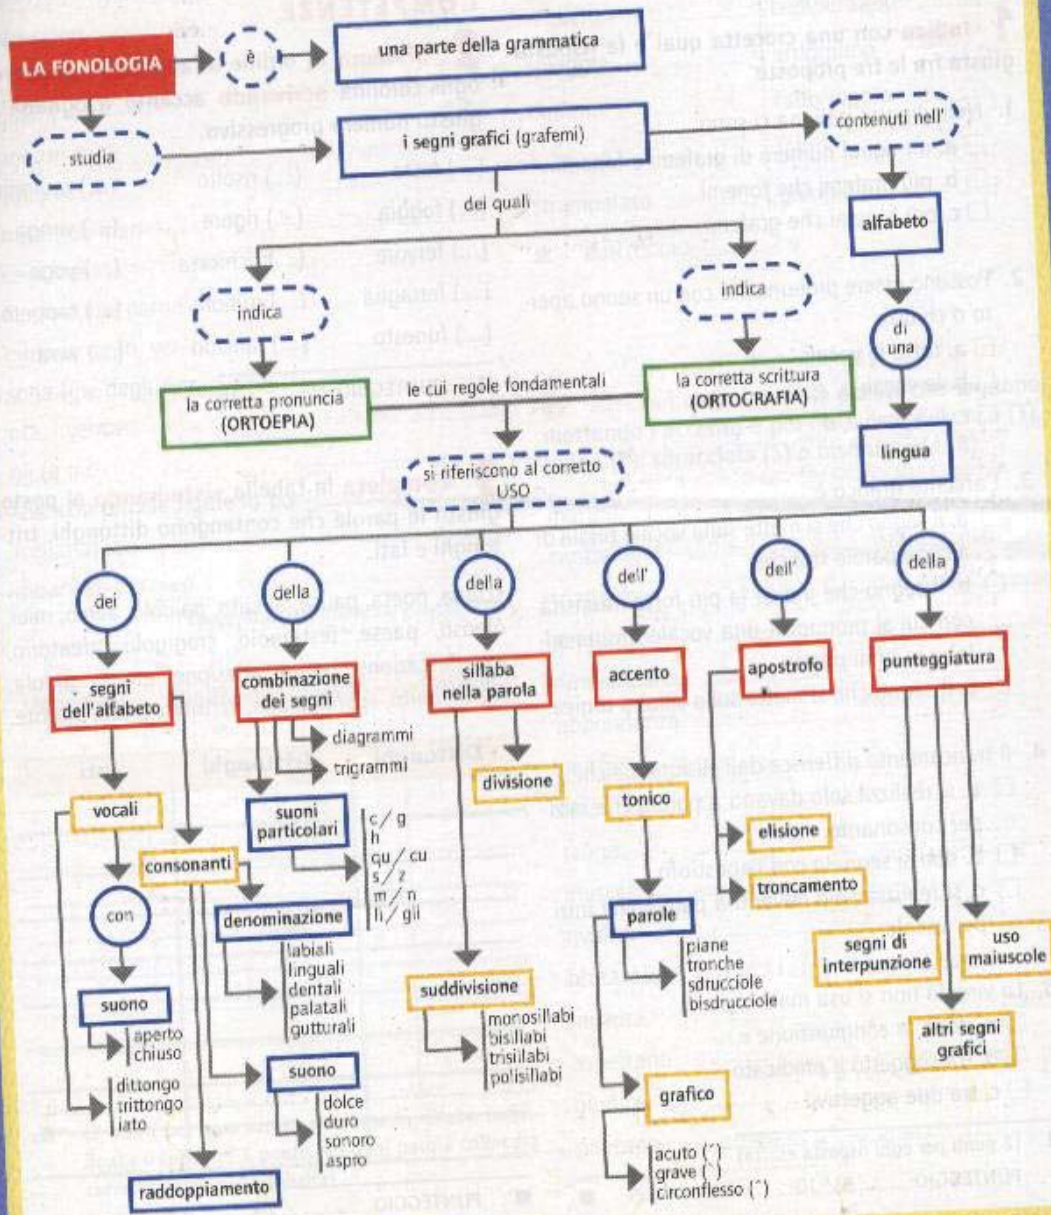 LA FONOLOGIA
è
una parte della grammatica
studia
i segni grafici (grafemi)
contenuti nell'
dei quali
alfabeto
indica
indica
di
una
la corretta pronuncia
(ORTOEPIA)
le cui regole fondamentali
la corretta scrittura
(ORTOGRAFIA)
lingua
si riferiscono al corretto
USO
dei
della
della
dell'
dell'
della
segni
dell'alfabeto
combinazione
dei segni
sillaba
nella parola
accento
apostrofo
punteggiatura
diagrammi
trigrammi
divisione
vocali
suoni
particolari
tonico
c/g
h
qu/cu
s/z
m/n
elisione
consonanti
troncamento
con
denominazione
parole
labiali
linguali
dentali
palatali
gutturali
piane
tronche
sdrucciole
bisdrucciole
segni di
interpunzione
uso
maiuscole
suono
suddivisione
aperto
chiuso
monosillabi
bisillabi
trisillabi
polisillabi
altri segni
grafici
suono
dittongo
trittongo
iato
dolce
duro
sonoro
aspro
grafico
acuto (´)
grave (`)
circonflesso (ˆ)
raddoppiamento